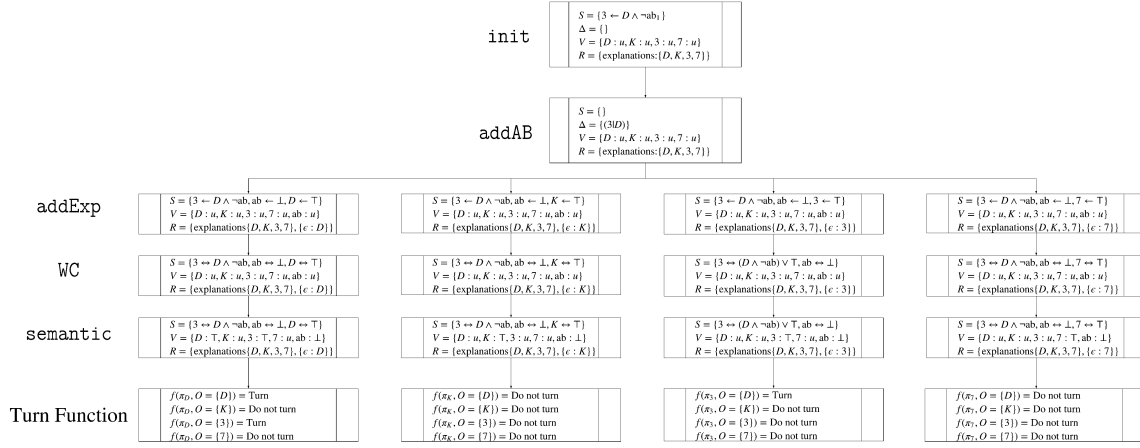 init
S = {3 ← D ∧ ¬ab₁}
Δ = {}
V = {D : u, K : u, 3 : u, 7 : u}
R = {explanations:{D, K, 3, 7}}
addAB
S = {}
Δ = {(3|D)}
V = {D : u, K : u, 3 : u, 7 : u}
R = {explanations:{D, K, 3, 7}}
addExp
S = {3 ← D ∧ ¬ab, ab ← ⊥, D ← ⊤}
V = {D : u, K : u, 3 : u, 7 : u, ab : u}
R = {explanations{D, K, 3, 7}, {ϵ : D}}
S = {3 ← D ∧ ¬ab, ab ← ⊥, K ← ⊤}
V = {D : u, K : u, 3 : u, 7 : u, ab : u}
R = {explanations{D, K, 3, 7}, {ϵ : K}}
S = {3 ← D ∧ ¬ab, ab ← ⊥, 3 ← ⊤}
V = {D : u, K : u, 3 : u, 7 : u, ab : u}
R = {explanations{D, K, 3, 7}, {ϵ : 3}}
S = {3 ← D ∧ ¬ab, ab ← ⊥, 7 ← ⊤}
V = {D : u, K : u, 3 : u, 7 : u, ab : u}
R = {explanations{D, K, 3, 7}, {ϵ : 7}}
WC
S = {3 ↔ D ∧ ¬ab, ab ↔ ⊥, D ↔ ⊤}
V = {D : u, K : u, 3 : u, 7 : u, ab : u}
R = {explanations{D, K, 3, 7}, {ϵ : D}}
S = {3 ↔ D ∧ ¬ab, ab ↔ ⊥, K ↔ ⊤}
V = {D : u, K : u, 3 : u, 7 : u, ab : u}
R = {explanations{D, K, 3, 7}, {ϵ : K}}
S = {3 ↔ (D ∧ ¬ab) ∨ ⊤, ab ↔ ⊥}
V = {D : u, K : u, 3 : u, 7 : u, ab : u}
R = {explanations{D, K, 3, 7}, {ϵ : 3}}
S = {3 ↔ D ∧ ¬ab, ab ↔ ⊥, 7 ↔ ⊤}
V = {D : u, K : u, 3 : u, 7 : u, ab : u}
R = {explanations{D, K, 3, 7}, {ϵ : 7}}
semantic
S = {3 ↔ D ∧ ¬ab, ab ↔ ⊥, D ↔ ⊤}
V = {D : ⊤, K : u, 3 : ⊤, 7 : u, ab : ⊥}
R = {explanations{D, K, 3, 7}, {ϵ : D}}
S = {3 ↔ D ∧ ¬ab, ab ↔ ⊥, K ↔ ⊤}
V = {D : u, K : ⊤, 3 : u, 7 : u, ab : ⊥}
R = {explanations{D, K, 3, 7}, {ϵ : K}}
S = {3 ↔ (D ∧ ¬ab) ∨ ⊤, ab ↔ ⊥}
V = {D : u, K : u, 3 : ⊤, 7 : u, ab : ⊥}
R = {explanations{D, K, 3, 7}, {ϵ : 3}}
S = {3 ↔ D ∧ ¬ab, ab ↔ ⊥, 7 ↔ ⊤}
V = {D : u, K : u, 3 : u, 7 : ⊤, ab : ⊥}
R = {explanations{D, K, 3, 7}, {ϵ : 7}}
Turn Function
f(π_D, O = {D}) = Turn
f(π_D, O = {K}) = Do not turn
f(π_D, O = {3}) = Turn
f(π_D, O = {7}) = Do not turn
f(π_K, O = {D}) = Do not turn
f(π_K, O = {K}) = Do not turn
f(π_K, O = {3}) = Do not turn
f(π_K, O = {7}) = Do not turn
f(π₃, O = {D}) = Turn
f(π₃, O = {K}) = Do not turn
f(π₃, O = {3}) = Do not turn
f(π₃, O = {7}) = Do not turn
f(π₇, O = {D}) = Do not turn
f(π₇, O = {K}) = Do not turn
f(π₇, O = {3}) = Do not turn
f(π₇, O = {7}) = Do not turn